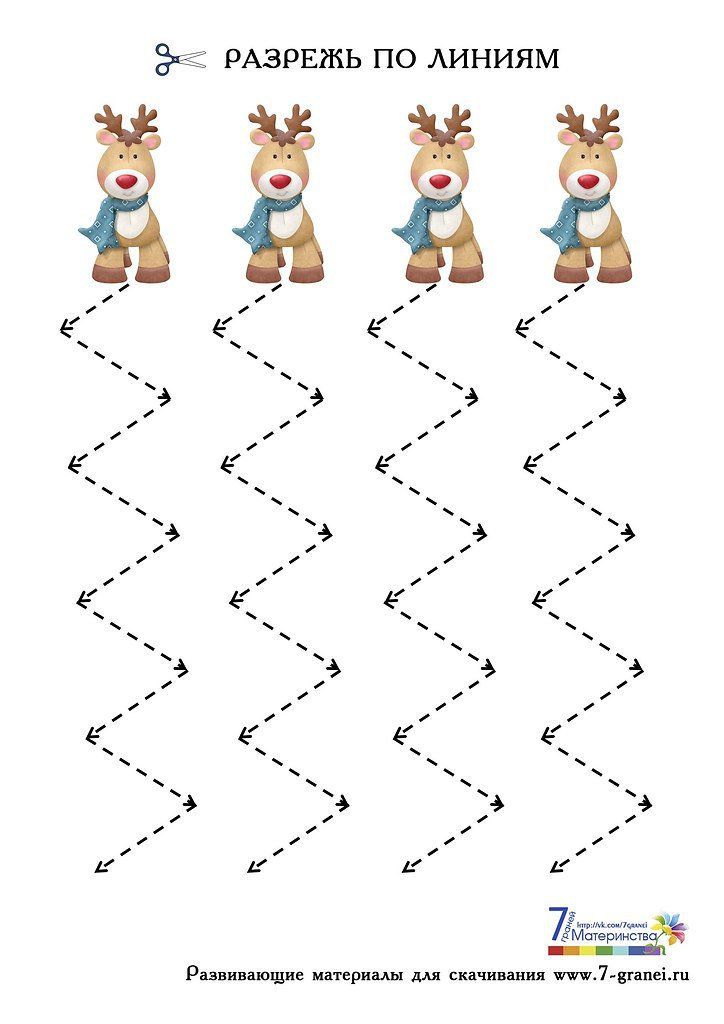 РАЗРЕЖЬ ПО ЛИНИЯМ
7 граней
http://vk.com/7granei
Материнства
Развивающие материалы для скачивания www.7-granei.ru